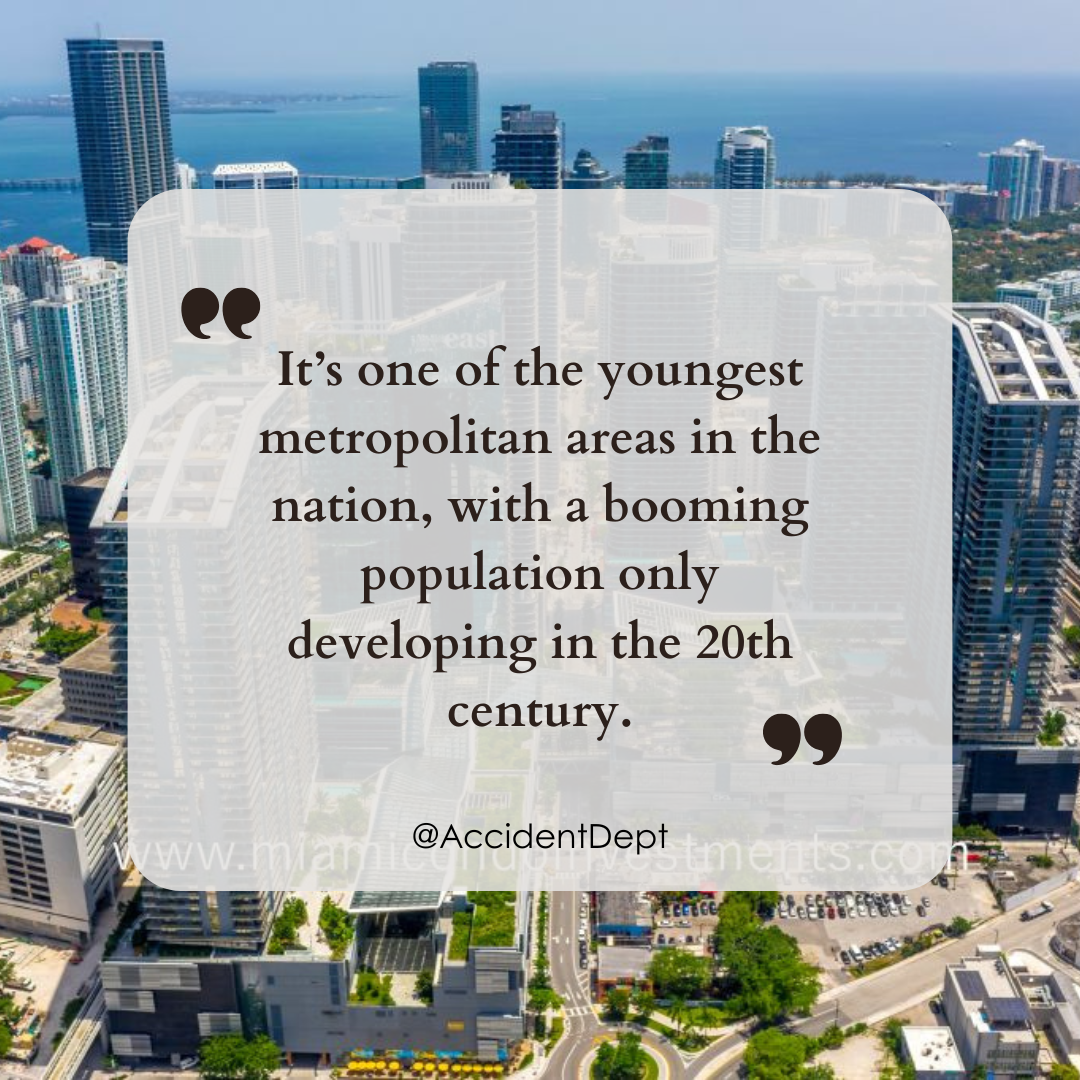 ❟❟
It’s one of the youngest
metropolitan areas in the
nation, with a booming
population only
developing in the 20th
century.
❟❟
@AccidentDept
www.miamicondoinvestments.com